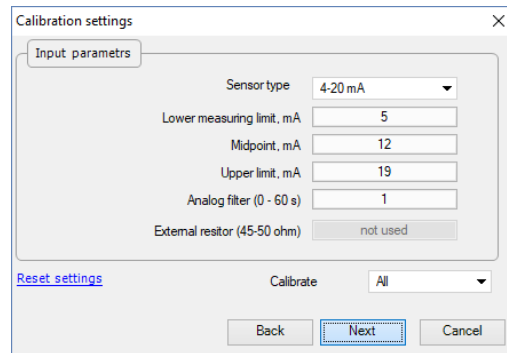 Calibration settings
Input parametrs
Sensor type 4-20 mA
Lower measuring limit, mA 5
Midpoint, mA 12
Upper limit, mA 19
Analog filter (0 - 60 s) 1
External resitor (45-50 ohm) not used
Reset settings Calibrate All
Back Next Cancel